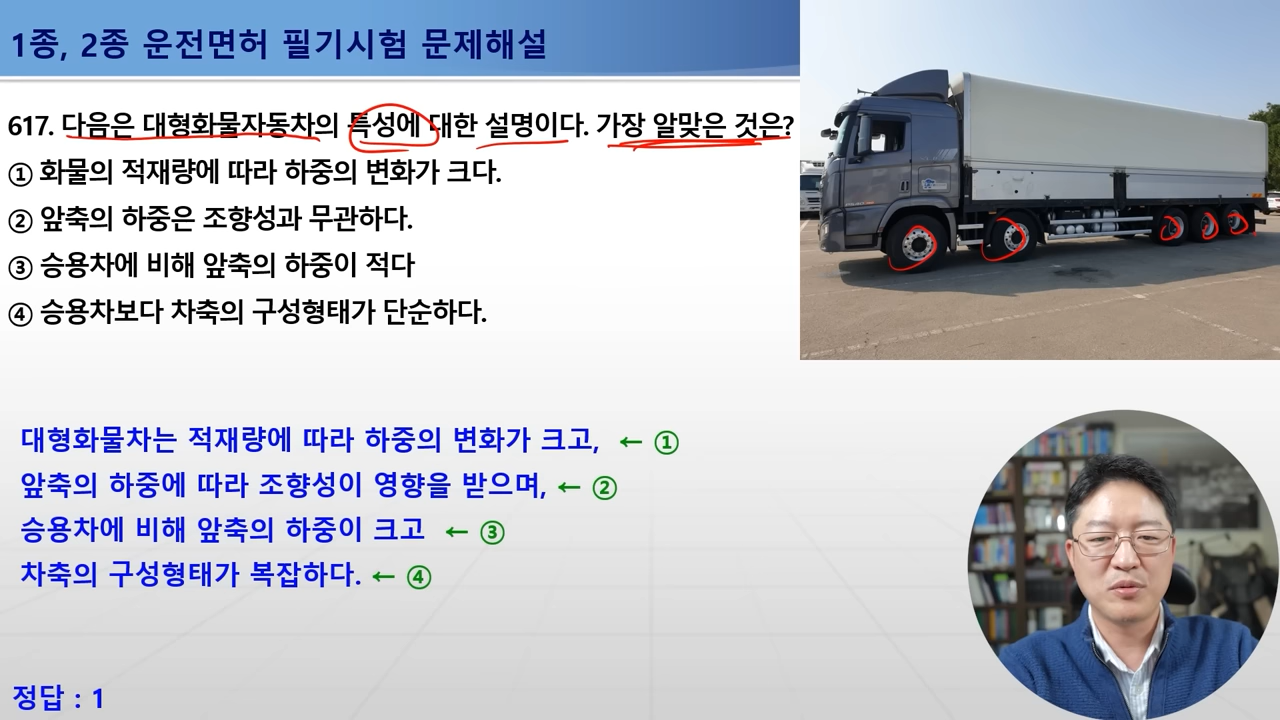 1종, 2종 운전면허 필기시험 문제해설
617. 다음은 대형화물자동차의 특성에 대한 설명이다. 가장 알맞은 것은?
① 화물의 적재량에 따라 하중의 변화가 크다.
② 앞축의 하중은 조향성과 무관하다.
③ 승용차에 비해 앞축의 하중이 적다
④ 승용차보다 차축의 구성형태가 단순하다.
대형화물차는 적재량에 따라 하중의 변화가 크고, ← ①
앞축의 하중에 따라 조향성이 영향을 받으며, ← ②
승용차에 비해 앞축의 하중이 크고 ← ③
차축의 구성형태가 복잡하다. ← ④
정답 : 1